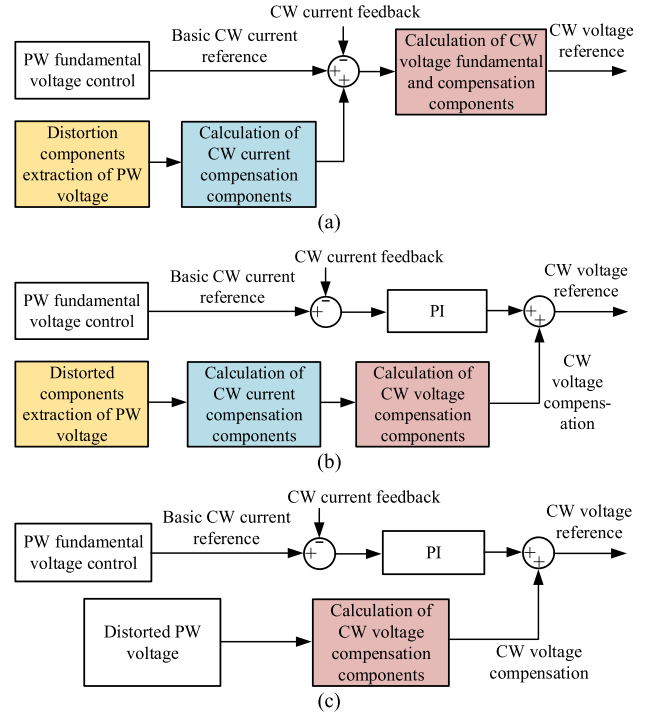 CW current feedback
Basic CW current
reference
CW voltage
reference
PW fundamental
voltage control
Calculation of CW
voltage fundamental
and compensation
components
Distortion
components
extraction of PW
voltage
Calculation of
CW current
compensation
components
(a)
CW current feedback
Basic CW current
reference
CW voltage
reference
PW fundamental
voltage control
PI
Distorted
components
extraction of PW
voltage
Calculation of
CW current
compensation
components
Calculation of
CW voltage
compensation
components
CW
voltage
compens-
ation
(b)
CW current feedback
Basic CW current
reference
CW voltage
reference
PW fundamental
voltage control
PI
Distorted PW
voltage
Calculation of
CW voltage
compensation
components
CW voltage
compensation
(c)